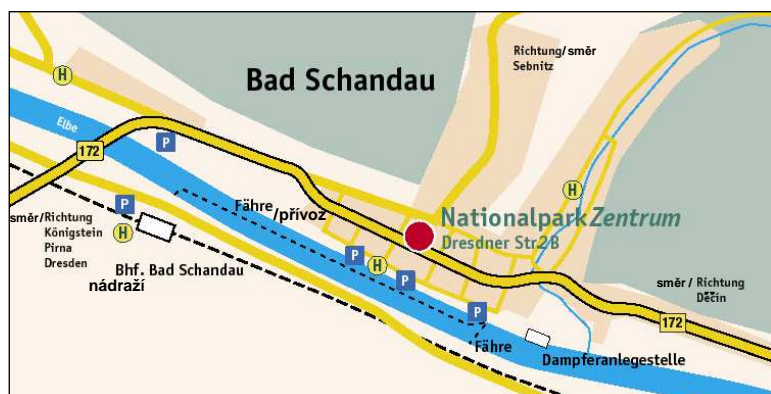 Richtung/směr
Sebnitz
H
Bad Schandau
Elbe
172
P
H
P
směr/Richtung
Königstein
Pirna
Dresden
H
Fähre/přívoz
NationalparkZentrum
Dresdner Str.2B
Bhf. Bad Schandau
nádraží
P
H
P
směr/ Richtung
Děčín
P
172
Fähre
Dampferanlegestelle